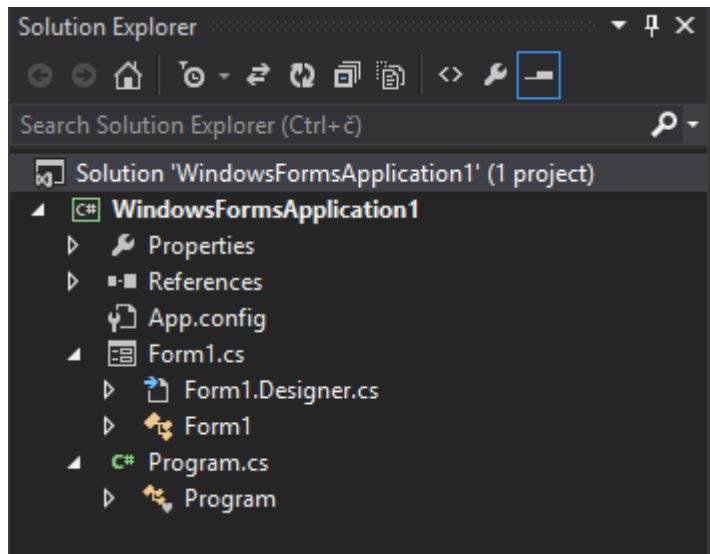 Solution Explorer
Search Solution Explorer (Ctrl+č)
Solution 'WindowsFormsApplication1' (1 project)
C# WindowsFormsApplication1
Properties
References
App.config
Form1.cs
Form1.Designer.cs
Form1
C# Program.cs
Program